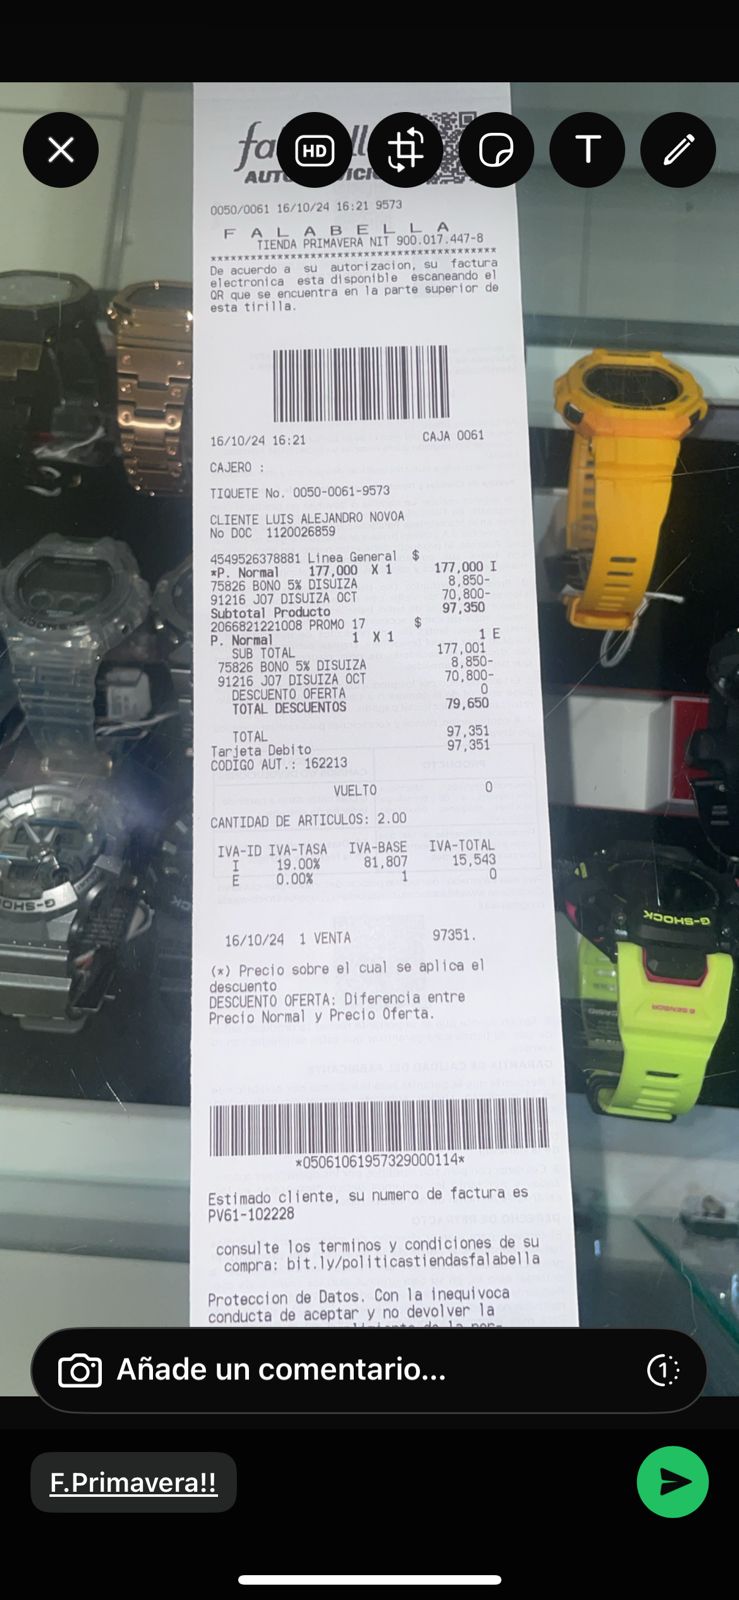 HD
T
0050/0061 16/10/24 16:21 9573
F A L A B E L L A
TIENDA PRIMAVERA NIT 900.017.447-8
******************************************
De acuerdo a su autorizacion, su factura
electronica esta disponible escaneando el
QR que se encuentra en la parte superior de
esta tirilla.
16/10/24 16:21 CAJA 0061
CAJERO :
TIQUETE No. 0050-0061-9573
CLIENTE LUIS ALEJANDRO NOVOA
No DOC 1120026859
4549526378881 Linea General $
*P. Normal 177,000 X 1 177,000 I
75826 BONO 5% DISUIZA 8,850-
91216 JO7 DISUIZA OCT 70,800-
Subtotal Producto 97,350
2066821221008 PROMO 17 $
P. Normal 1 X 1 1 E
SUB TOTAL 177,001
75826 BONO 5% DISUIZA 8,850-
91216 JO7 DISUIZA OCT 70,800-
DESCUENTO OFERTA 0
TOTAL DESCUENTOS 79,650
TOTAL 97,351
Tarjeta Debito 97,351
CODIGO AUT.: 162213
VUELTO 0
CANTIDAD DE ARTICULOS: 2.00
IVA-ID IVA-TASA IVA-BASE IVA-TOTAL
I 19.00% 81,807 15,543
E 0.00% 1 0
16/10/24 1 VENTA 97351.
(*) Precio sobre el cual se aplica el
descuento
DESCUENTO OFERTA: Diferencia entre
Precio Normal y Precio Oferta.
*05061061957329000114*
Estimado cliente, su numero de factura es
PV61-102228
consulte los terminos y condiciones de su
compra: bit.ly/politicastiendasfalabella
Proteccion de Datos. Con la inequivoca
conducta de aceptar y no devolver la
G-SHOCK
G-SHOCK
Añade un comentario...
1
F.Primavera!!